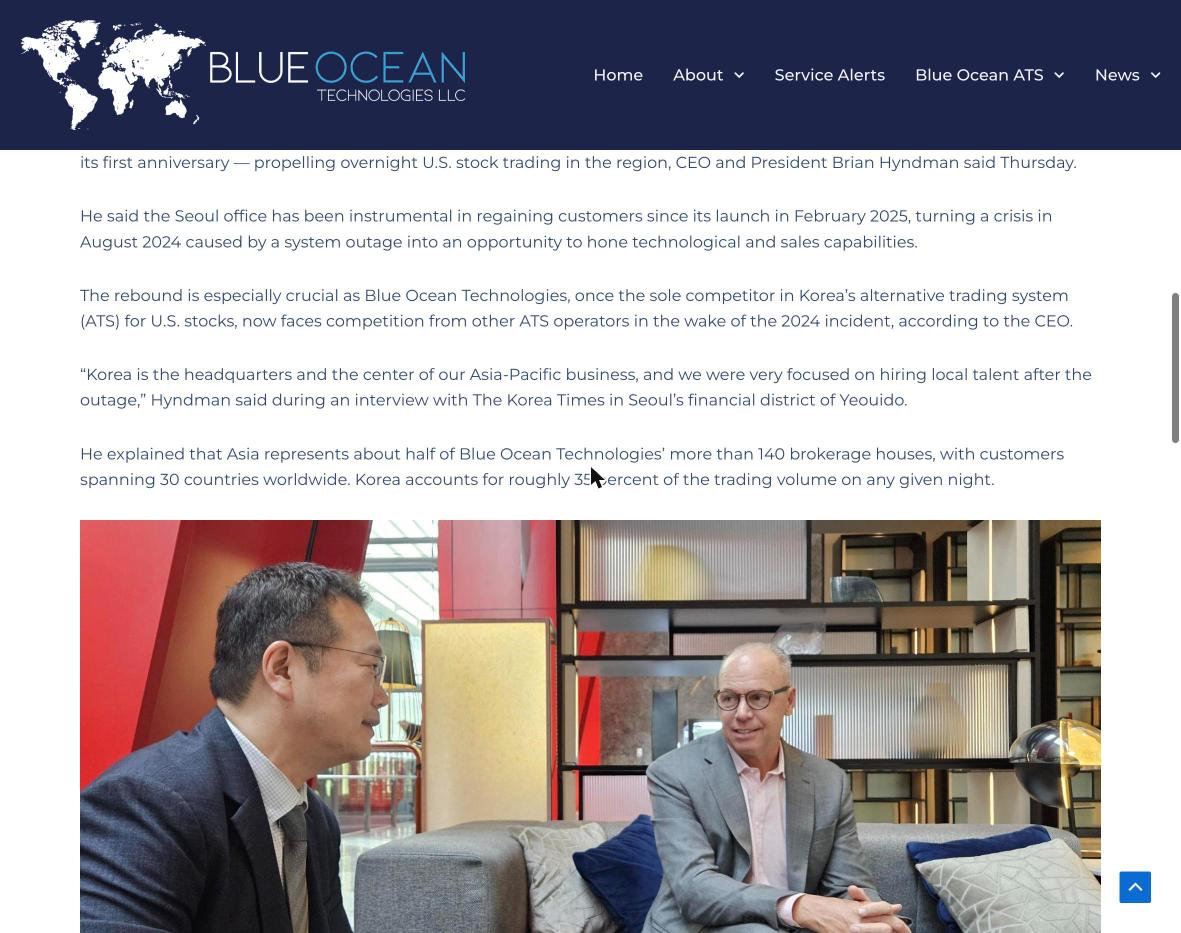 BLUE OCEAN
TECHNOLOGIES LLC
Home About Service Alerts Blue Ocean ATS News
its first anniversary — propelling overnight U.S. stock trading in the region, CEO and President Brian Hyndman said Thursday.
He said the Seoul office has been instrumental in regaining customers since its launch in February 2025, turning a crisis in
August 2024 caused by a system outage into an opportunity to hone technological and sales capabilities.
The rebound is especially crucial as Blue Ocean Technologies, once the sole competitor in Korea’s alternative trading system
(ATS) for U.S. stocks, now faces competition from other ATS operators in the wake of the 2024 incident, according to the CEO.
“Korea is the headquarters and the center of our Asia-Pacific business, and we were very focused on hiring local talent after the
outage,” Hyndman said during an interview with The Korea Times in Seoul’s financial district of Yeouido.
He explained that Asia represents about half of Blue Ocean Technologies’ more than 140 brokerage houses, with customers
spanning 30 countries worldwide. Korea accounts for roughly 35 percent of the trading volume on any given night.